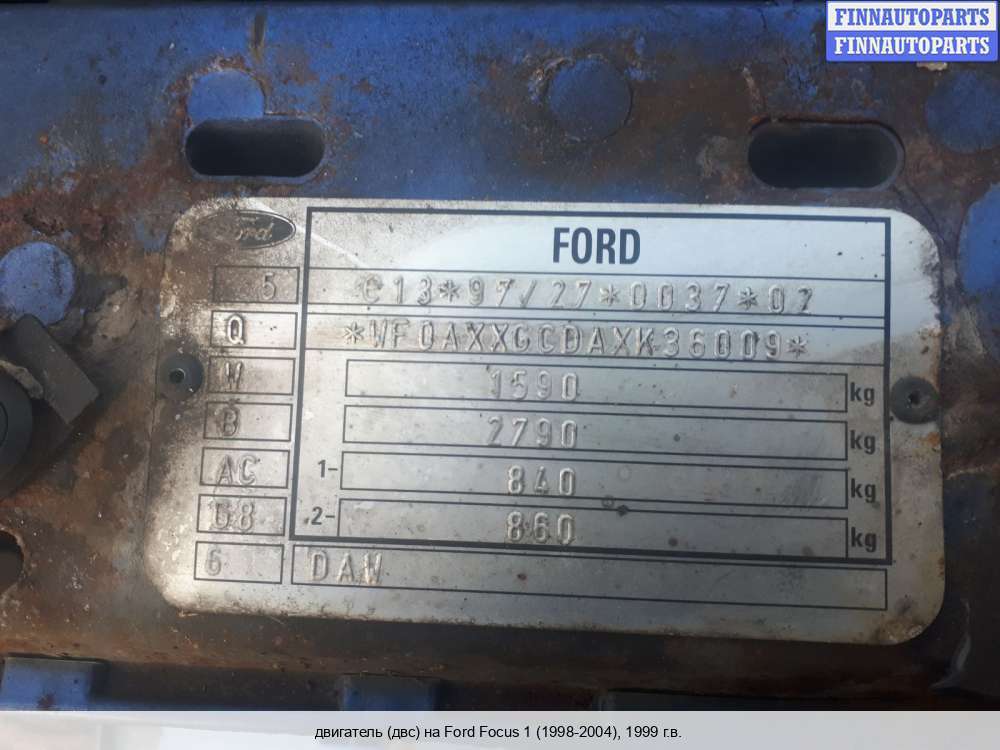 FINNAUTOPARTS
FINNAUTOPARTS
Ford
FORD
5 e13*97/27*0037*02
Q *WF0AXXGCDAXK36009*
W 1590 kg
B 2790 kg
AC 1- 840 kg
G8 2- 860 kg
6 DAW
двигатель (двс) на Ford Focus 1 (1998-2004), 1999 г.в.